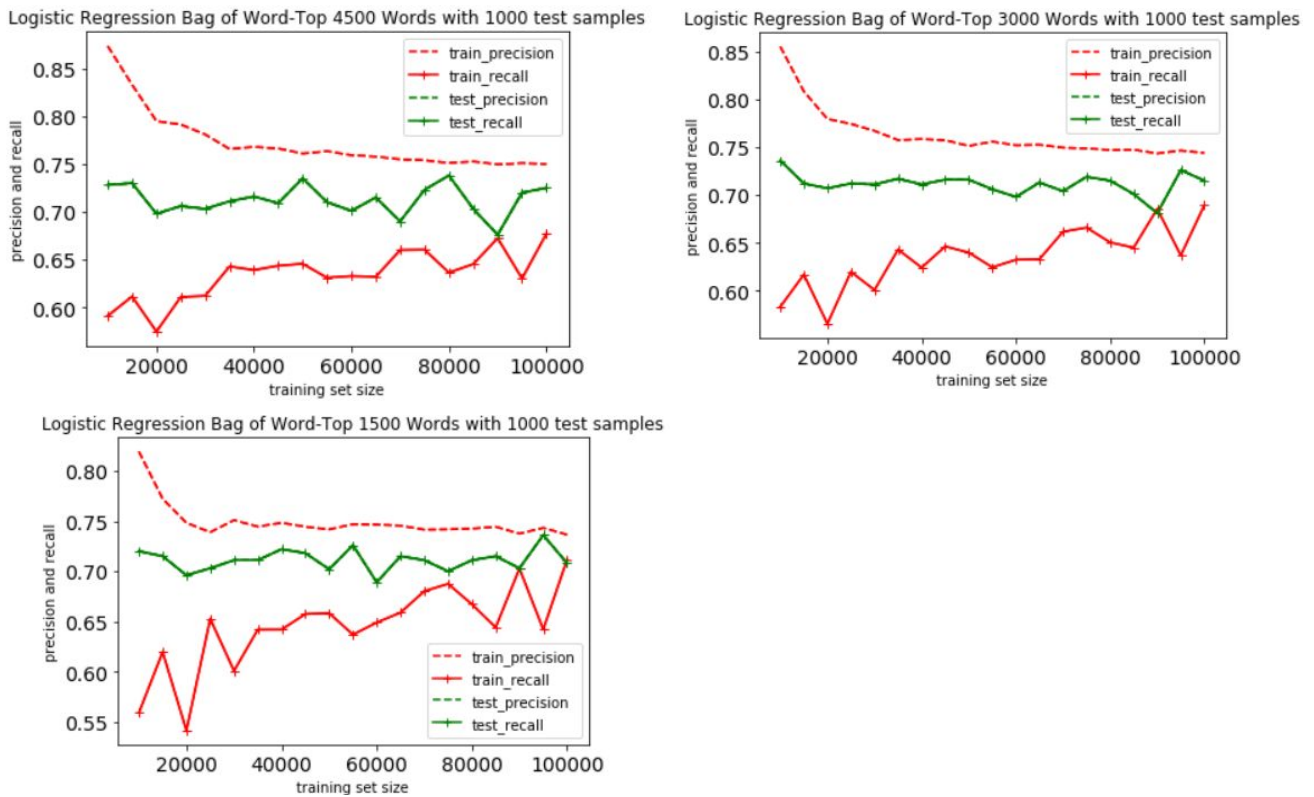 Logistic Regression Bag of Word-Top 4500 Words with 1000 test samples
precision and recall
0.85
0.80
0.75
0.70
0.65
0.60
train_precision
train_recall
test_precision
test_recall
20000 40000 60000 80000 100000
training set size
Logistic Regression Bag of Word-Top 3000 Words with 1000 test samples
precision and recall
0.85
0.80
0.75
0.70
0.65
0.60
train_precision
train_recall
test_precision
test_recall
20000 40000 60000 80000 100000
training set size
Logistic Regression Bag of Word-Top 1500 Words with 1000 test samples
precision and recall
0.80
0.75
0.70
0.65
0.60
0.55
train_precision
train_recall
test_precision
test_recall
20000 40000 60000 80000 100000
training set size